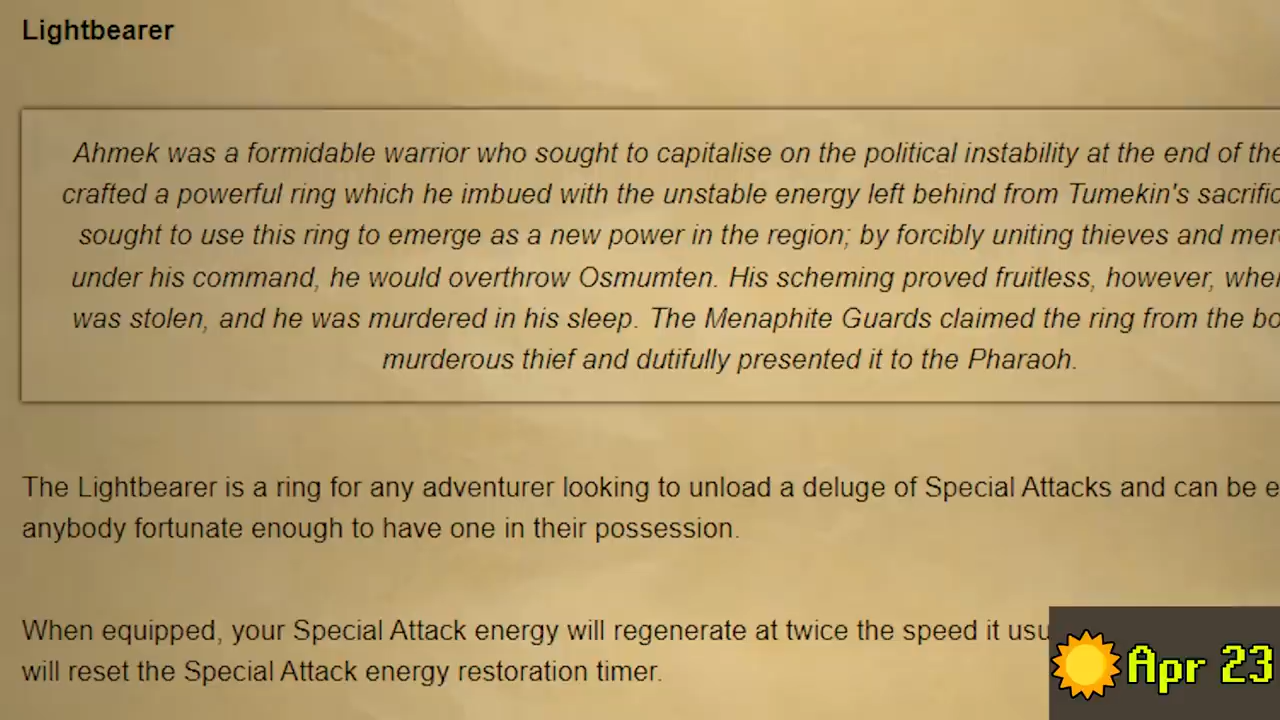 Lightbearer
Ahmek was a formidable warrior who sought to capitalise on the political instability at the end of the
crafted a powerful ring which he imbued with the unstable energy left behind from Tumekin's
sought to use this ring to emerge as a new power in the region; by forcibly uniting thieves and
under his command, he would overthrow Osmumten. His scheming proved fruitless, however,
was stolen, and he was murdered in his sleep. The Menaphite Guards claimed the ring from the
murderous thief and dutifully presented it to the Pharaoh.
The Lightbearer is a ring for any adventurer looking to unload a deluge of Special Attacks and can be
anybody fortunate enough to have one in their possession.
When equipped, your Special Attack energy will regenerate at twice the speed it
will reset the Special Attack energy restoration timer.
Apr 23